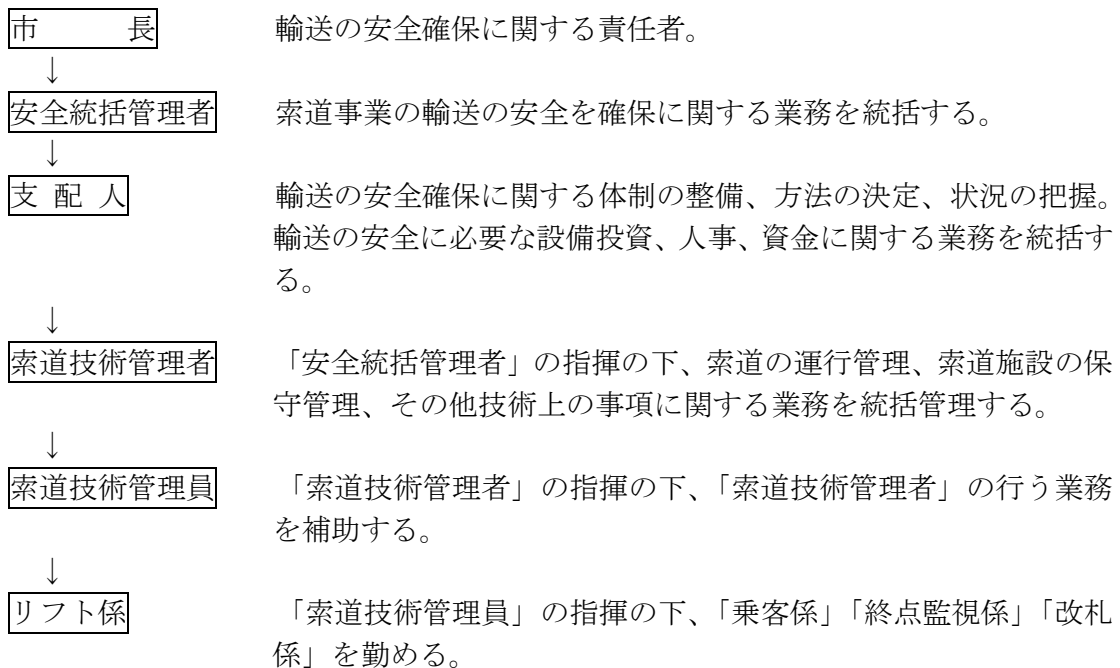 市　　長　輸送の安全確保に関する責任者。
↓
安全統括管理者　索道事業の輸送の安全を確保に関する業務を統括する。
↓
支 配 人　輸送の安全確保に関する体制の整備、方法の決定、状況の把握。
輸送の安全に必要な設備投資、人事、資金に関する業務を統括す
る。
↓
索道技術管理者　「安全統括管理者」の指揮の下、索道の運行管理、索道施設の保
守管理、その他技術上の事項に関する業務を統括管理する。
↓
索道技術管理員　「索道技術管理者」の指揮の下、「索道技術管理者」の行う業務
を補助する。
↓
リフト係　「索道技術管理員」の指揮の下、「乗客係」「終点監視係」「改札
係」を勤める。